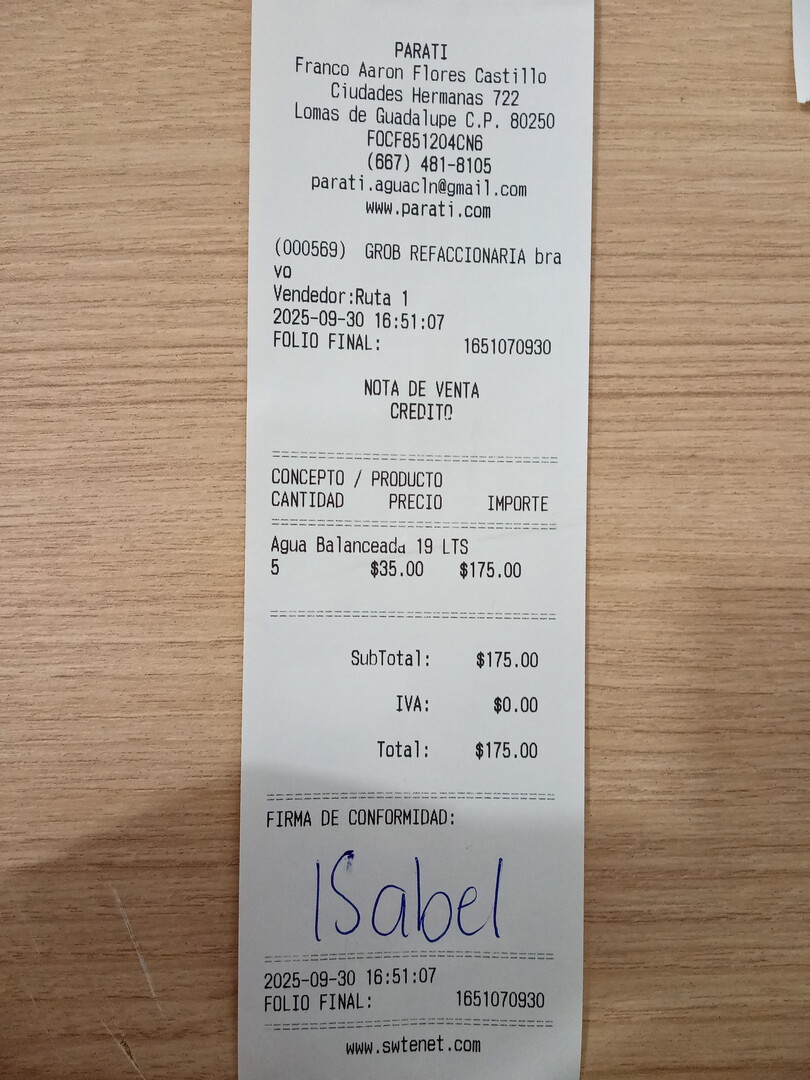 PARATI
Franco Aaron Flores Castillo
Ciudades Hermanas 722
Lomas de Guadalupe C.P. 80250
FOCF851204CN6
(667) 481-8105
parati.aguacln@gmail.com
www.parati.com
(000569) GROB REFACCIONARIA bra
vo
Vendedor:Ruta 1
2025-09-30 16:51:07
FOLIO FINAL: 1651070930
NOTA DE VENTA
CREDITO
CONCEPTO / PRODUCTO
CANTIDAD PRECIO IMPORTE
Agua Balanceada 19 LTS
5 $35.00 $175.00
SubTotal: $175.00
IVA: $0.00
Total: $175.00
FIRMA DE CONFORMIDAD:
ISabel
2025-09-30 16:51:07
FOLIO FINAL: 1651070930
www.swtenet.com